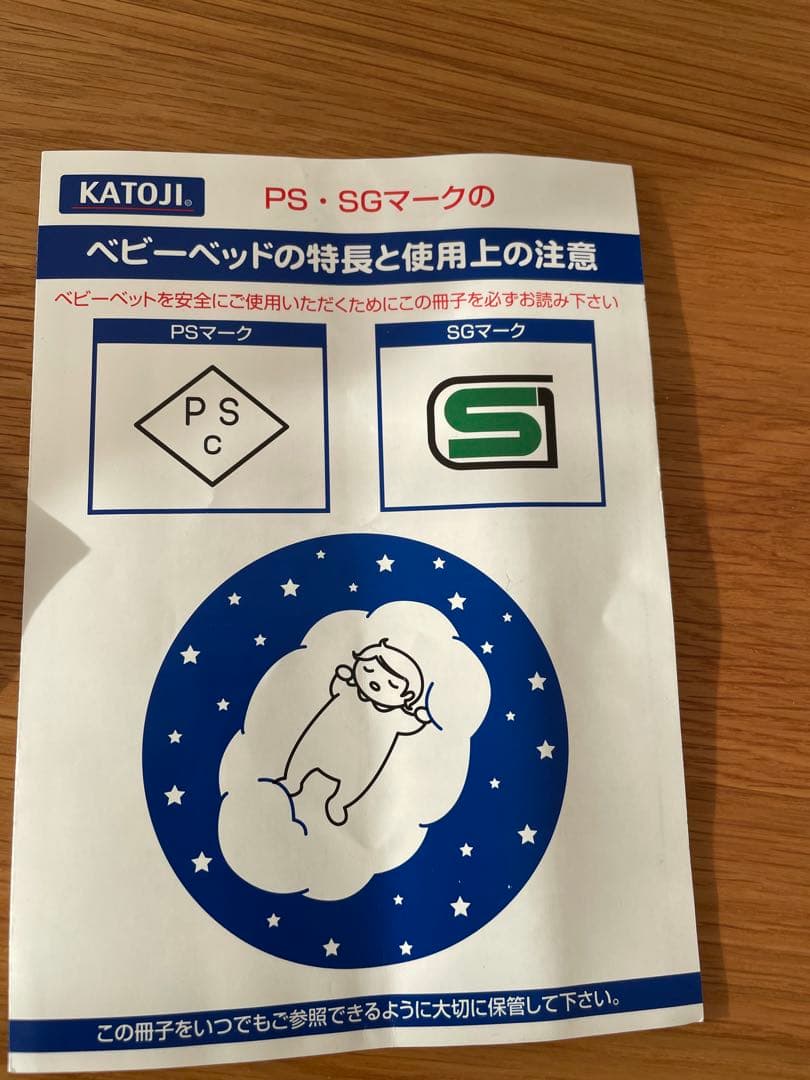 KATOJI®
PS・SGマークの
ベビーベッドの特長と使用上の注意
ベビーベットを安全にご使用いただくためにこの冊子を必ずお読み下さい
PSマーク
SGマーク
PS
C
SG
この冊子をいつでもご参照できるように大切に保管して下さい。